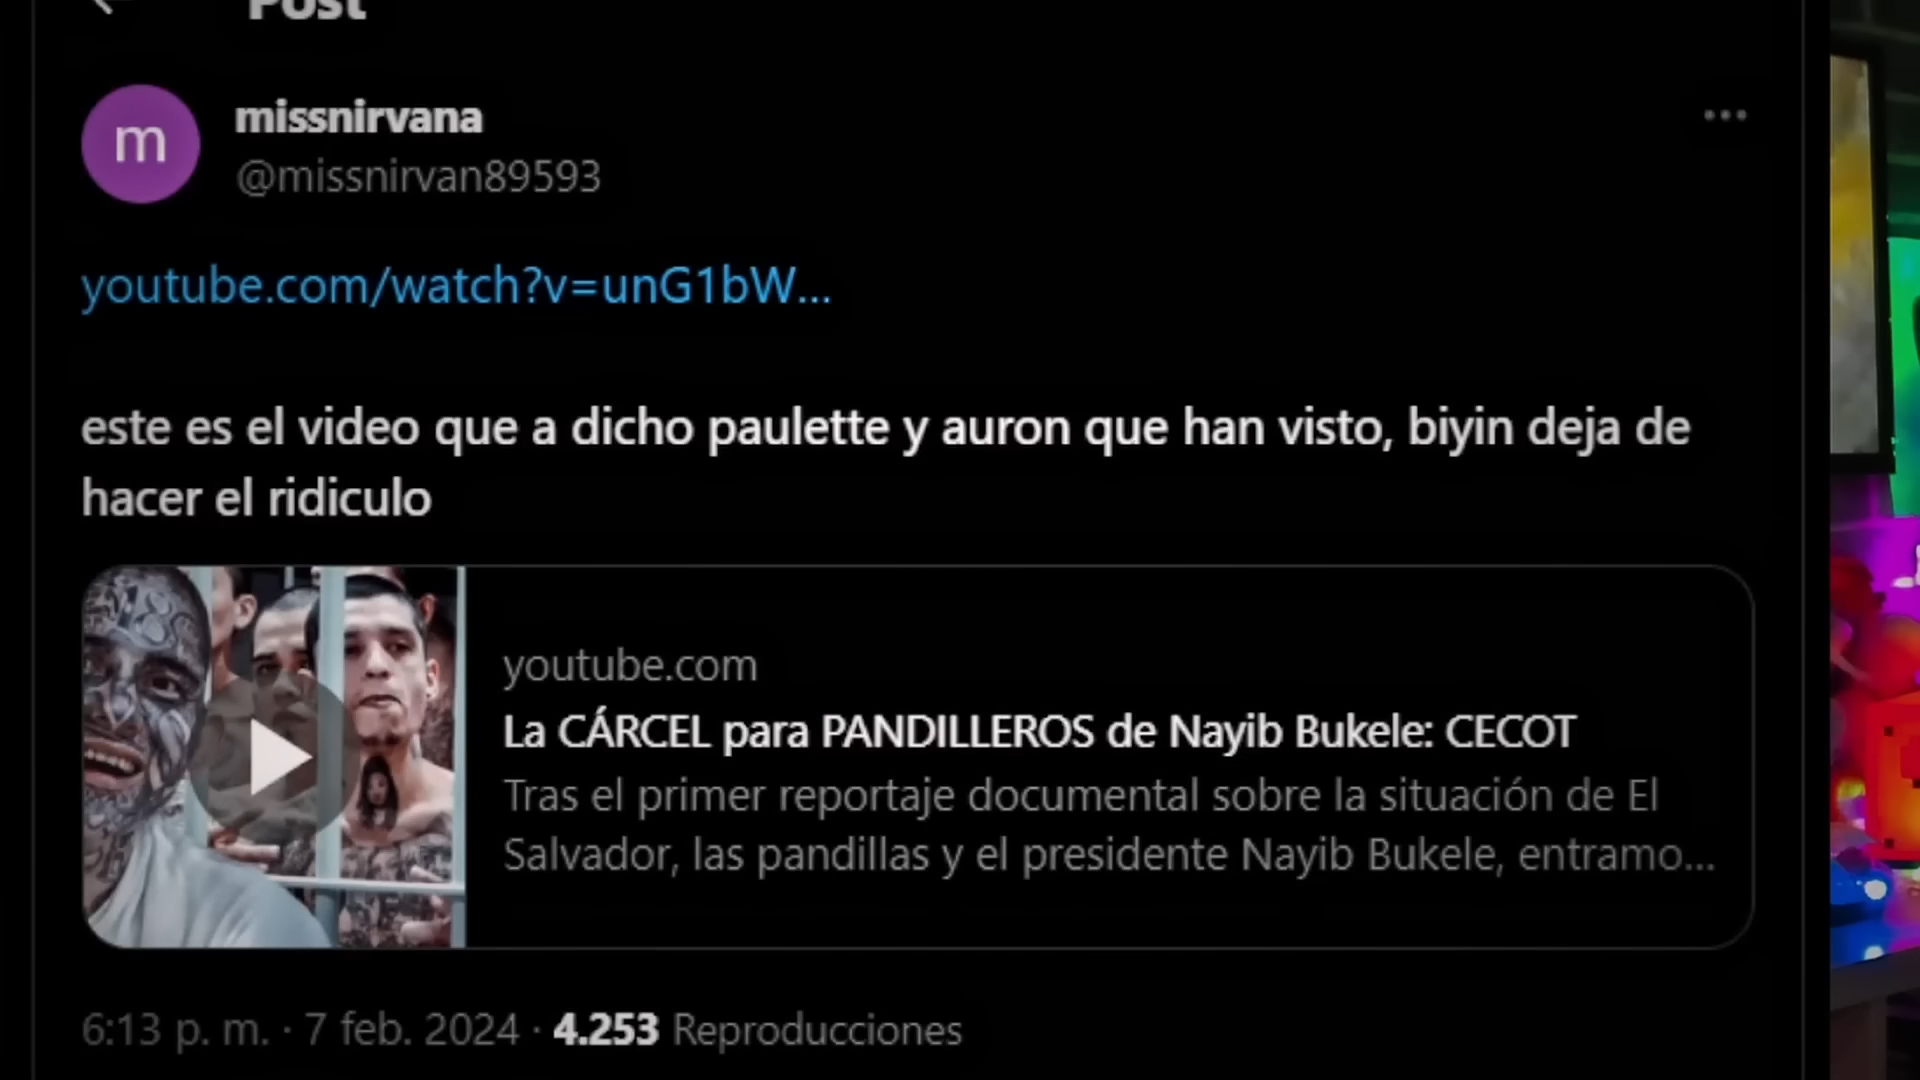 Post
m
missnirvana
@missnirvan89593
youtube.com/watch?v=unG1bW...
este es el video que a dicho paulette y auron que han visto, biyin deja de
hacer el ridiculo
youtube.com
La CÁRCEL para PANDILLEROS de Nayib Bukele: CECOT
Tras el primer reportaje documental sobre la situación de El
Salvador, las pandillas y el presidente Nayib Bukele, entramo...
6:13 p. m. · 7 feb. 2024 · 4.253 Reproducciones